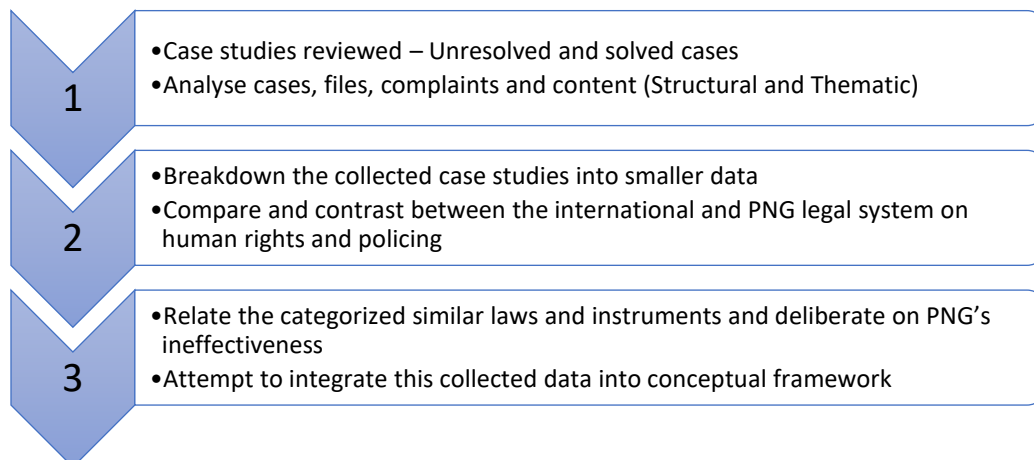 1
•Case studies reviewed – Unresolved and solved cases
•Analyse cases, files, complaints and content (Structural and Thematic)
2
•Breakdown the collected case studies into smaller data
•Compare and contrast between the international and PNG legal system on
human rights and policing
3
•Relate the categorized similar laws and instruments and deliberate on PNG’s
ineffectiveness
•Attempt to integrate this collected data into conceptual framework